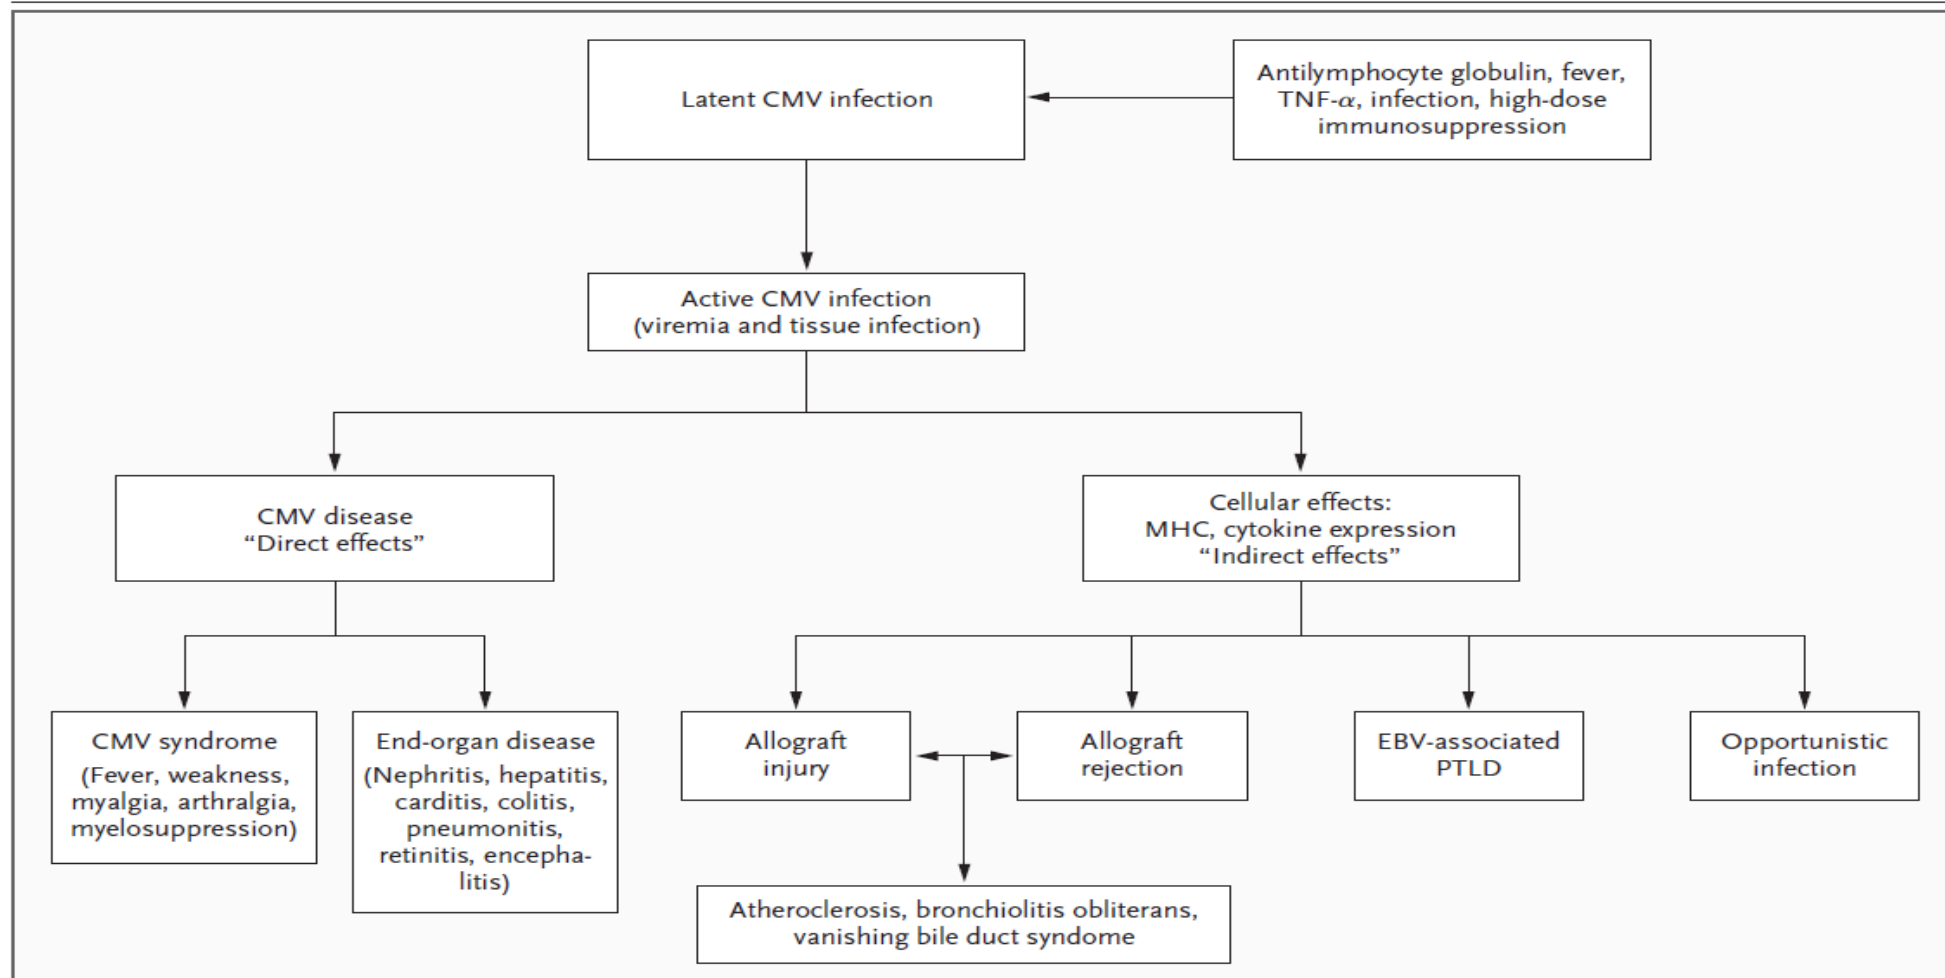 Latent CMV infection
Antilymphocyte globulin, fever,
TNF-α, infection, high-dose
immunosuppression
Active CMV infection
(viremia and tissue infection)
CMV disease
“Direct effects”
Cellular effects:
MHC, cytokine expression
“Indirect effects”
CMV syndrome
(Fever, weakness,
myalgia, arthralgia,
myelosuppression)
End-organ disease
(Nephritis, hepatitis,
carditis, colitis,
pneumonitis,
retinitis, encepha-
litis)
Allograft
injury
Allograft
rejection
EBV-associated
PTLD
Opportunistic
infection
Atheroclerosis, bronchiolitis obliterans,
vanishing bile duct syndome